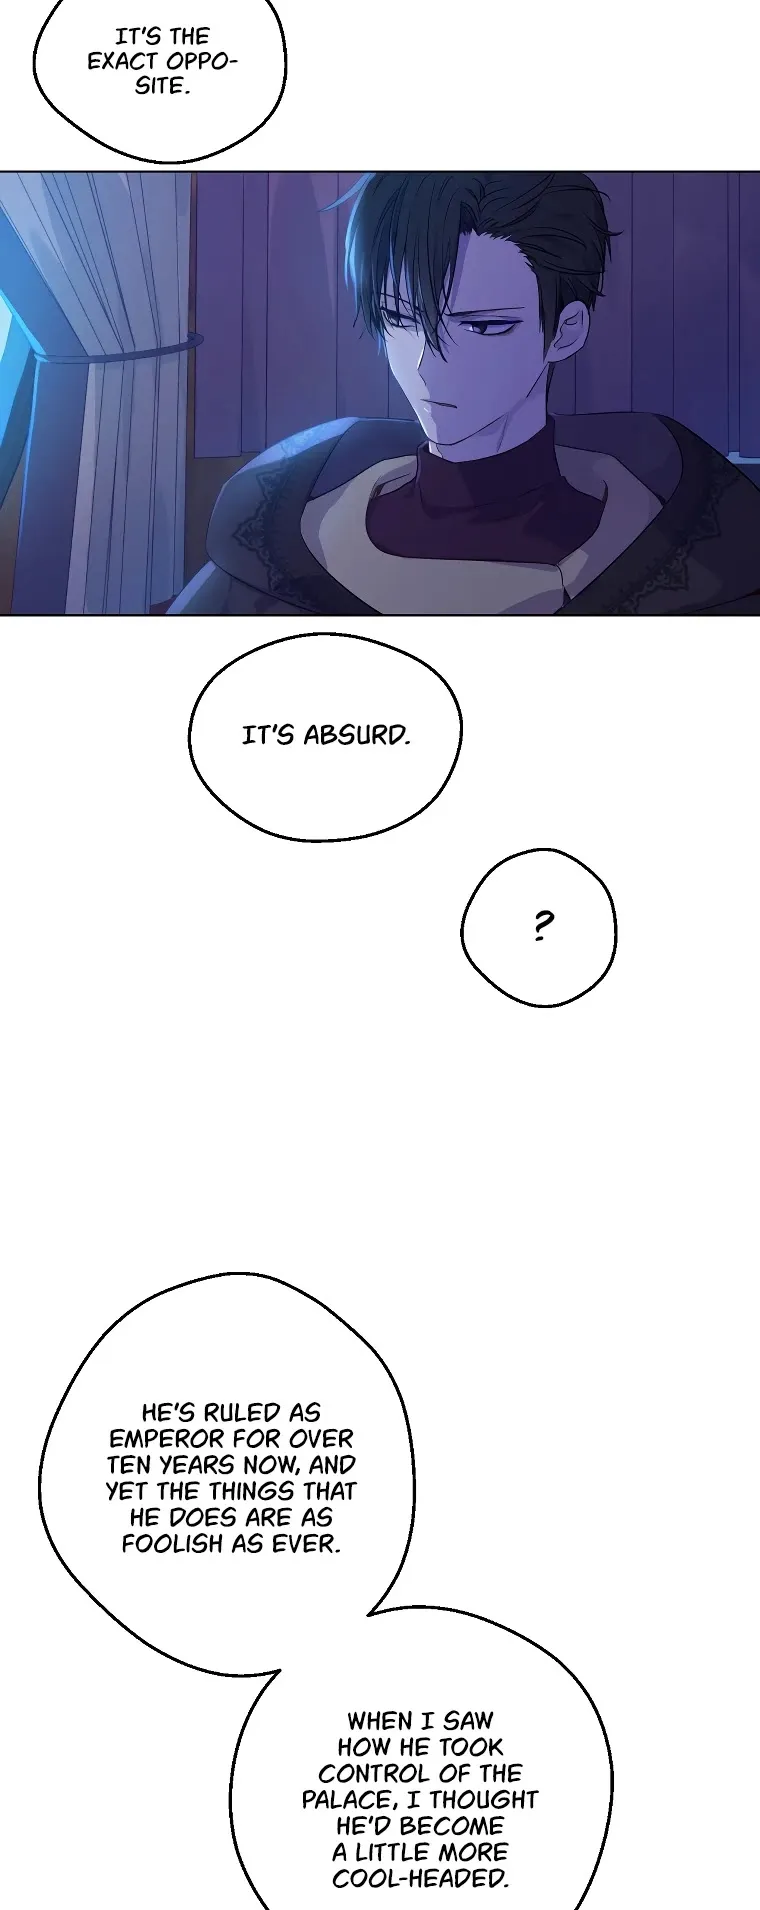 IT'S THE
EXACT OPPO-
SITE.
IT'S ABSURD.
?
HE'S RULED AS
EMPEROR FOR OVER
TEN YEARS NOW, AND
YET THE THINGS THAT
HE DOES ARE AS
FOOLISH AS EVER.
WHEN I SAW
HOW HE TOOK
CONTROL OF THE
PALACE, I THOUGHT
HE'D BECOME
A LITTLE MORE
COOL-HEADED.